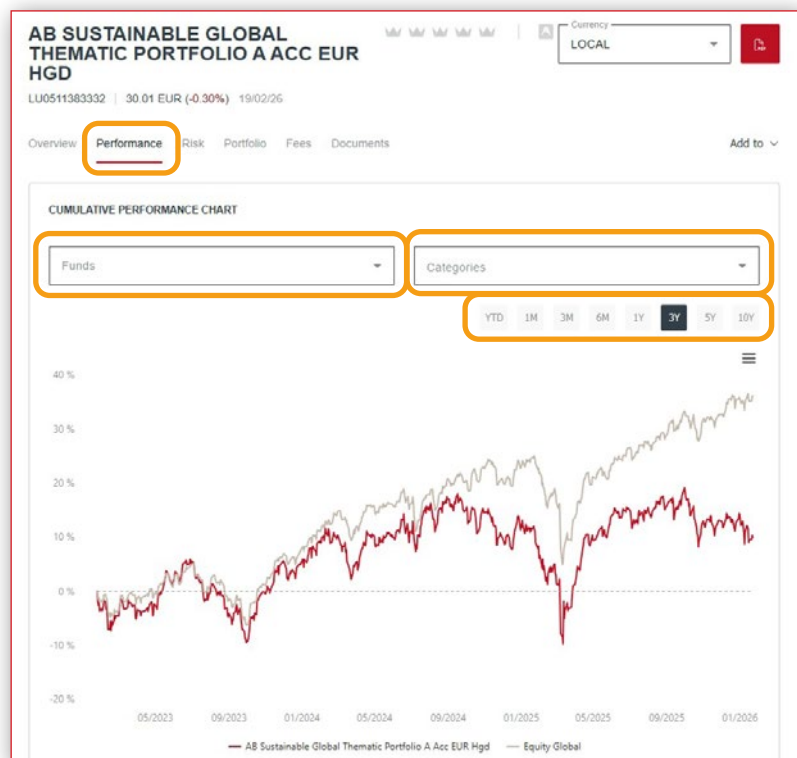 AB SUSTAINABLE GLOBAL
THEMATIC PORTFOLIO A ACC EUR
HGD
Currency
LOCAL
LU0511383332 | 30.01 EUR (-0.30%) 19/02/26
Overview Performance Risk Portfolio Fees Documents Add to
CUMULATIVE PERFORMANCE CHART
Funds Categories
YTD 1M 3M 6M 1Y 3Y 5Y 10Y
40 %
30 %
20 %
10 %
0 %
-10 %
-20 %
05/2023 09/2023 01/2024 05/2024 09/2024 01/2025 05/2025 09/2025 01/2026
AB Sustainable Global Thematic Portfolio A Acc EUR Hgd Equity Global